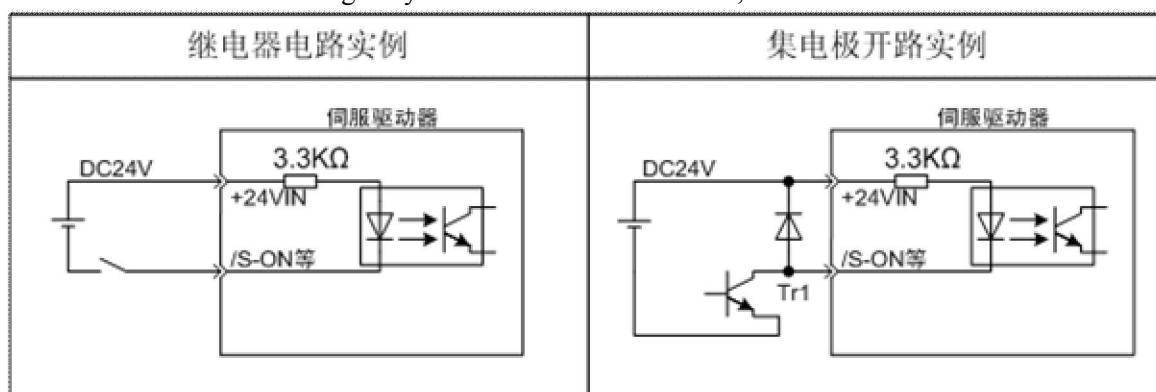 继电器电路实例
集电极开路实例
伺服驱动器
DC24V
3.3KΩ
+24VIN
/S-ON等
伺服驱动器
DC24V
3.3KΩ
+24VIN
/S-ON等
Tr1